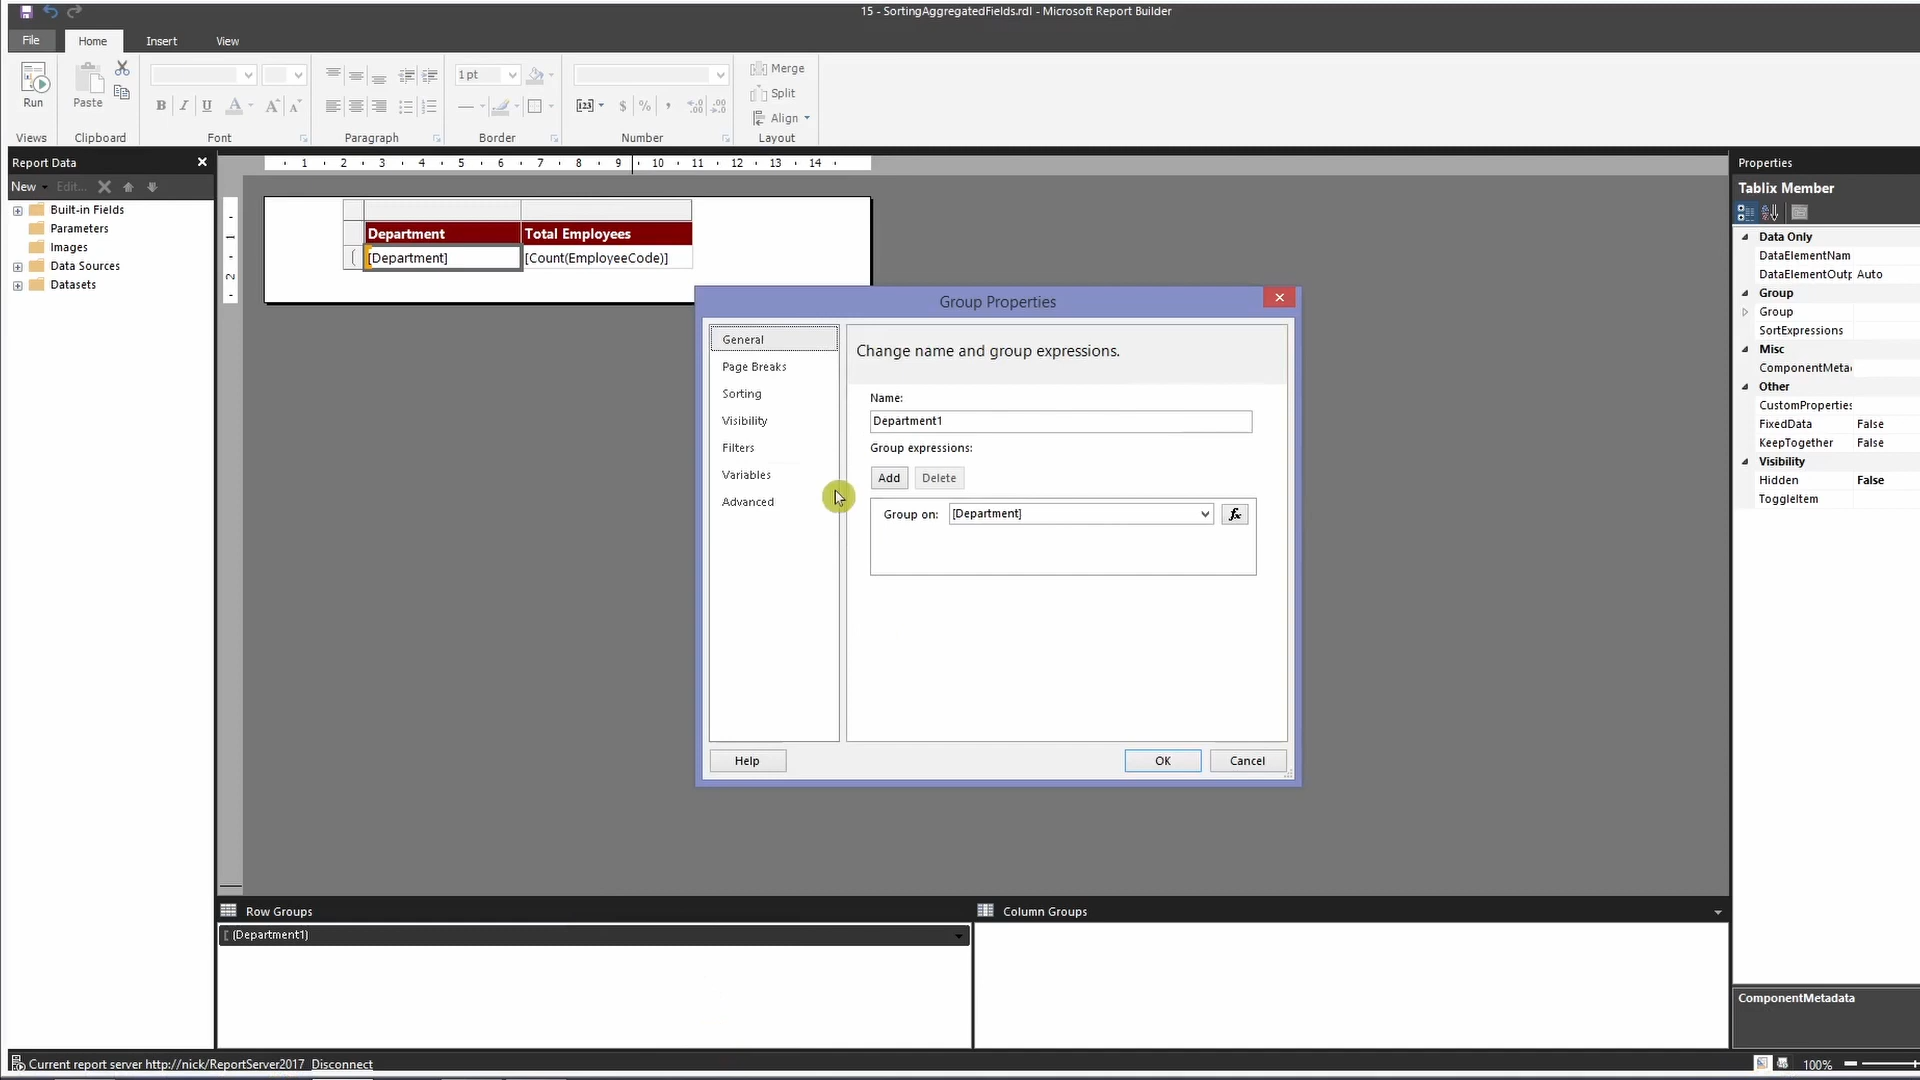 15 - SortingAggregatedFields.rdl - Microsoft Report Builder
File Home Insert View
Run
Paste
1 pt
Merge
Split
Align
Views Clipboard Font Paragraph Border Number Layout
Report Data
New Edit...
Built-in Fields
Parameters
Images
Data Sources
Datasets
1 2 3 4 5 6 7 8 9 10 11 12 13 14
1
2
Department Total Employees
[Department] [Count(EmployeeCode)]
Group Properties
General
Page Breaks
Sorting
Visibility
Filters
Variables
Advanced
Change name and group expressions.
Name:
Department1
Group expressions:
Add Delete
Group on: [Department] fx
Help OK Cancel
Row Groups
(Department1)
Column Groups
Properties
Tablix Member
Data Only
DataElementNam
DataElementOutp Auto
Group
Group
SortExpressions
Misc
ComponentMeta
Other
CustomProperties
FixedData False
KeepTogether False
Visibility
Hidden False
ToggleItem
ComponentMetadata
Current report server http://nick/ReportServer2017 Disconnect
100%